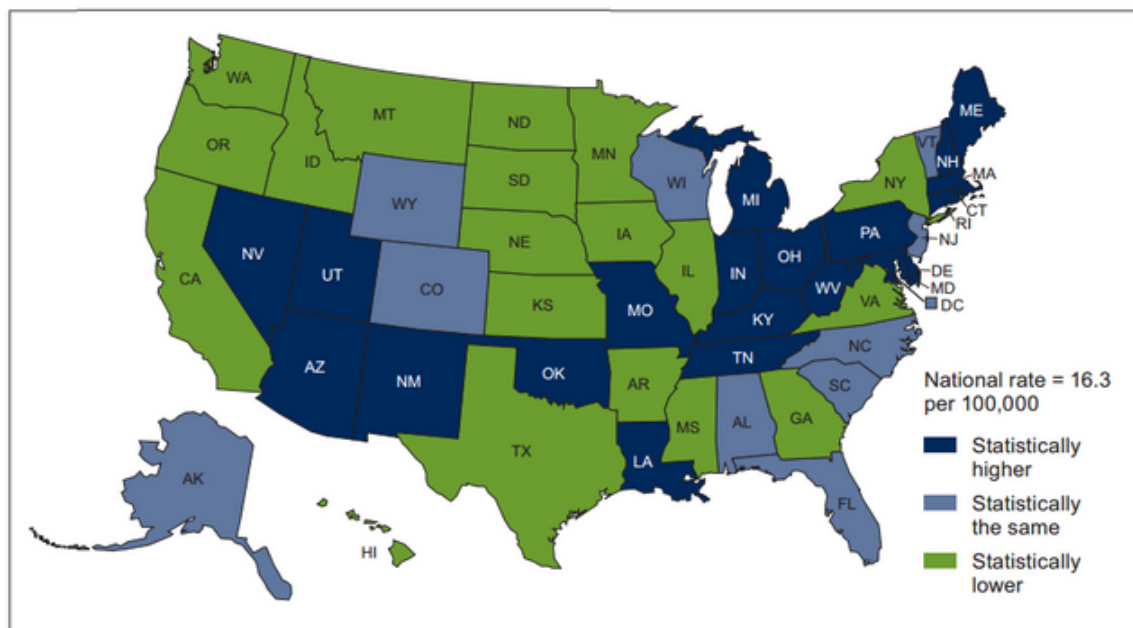 WA
MT
ND
MN
ME
OR
ID
SD
WI
VT
NH
MA
NY
MI
WY
CT
RI
NE
IA
PA
NJ
NV
UT
IL
IN
OH
DE
MD
CA
CO
WV
DC
KS
MO
VA
KY
NC
TN
AZ
NM
OK
AR
SC
National rate = 16.3
per 100,000
MS
AL
GA
TX
LA
Statistically
higher
AK
FL
Statistically
the same
HI
Statistically
lower